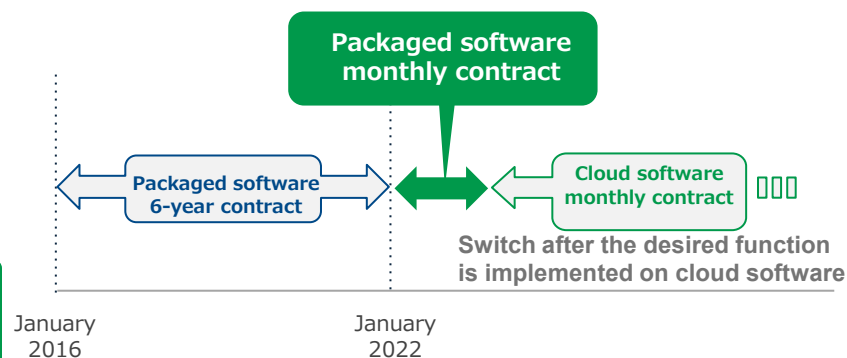 Packaged software
monthly contract
Packaged software
6-year contract
Cloud software
monthly contract
Switch after the desired function
is implemented on cloud software
January
2016
January
2022